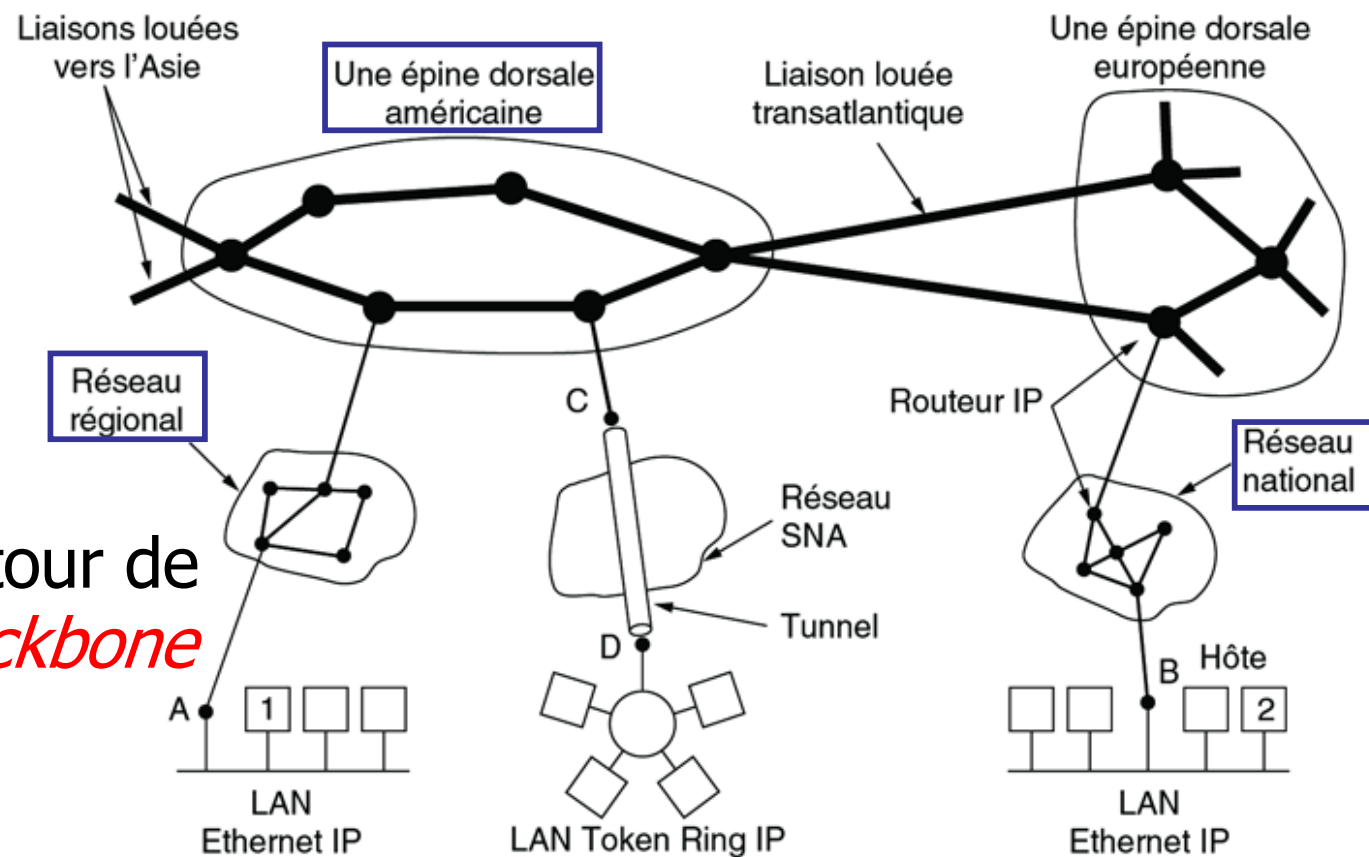 Liaisons louées
vers l'Asie
Une épine dorsale
américaine
Liaison louée
transatlantique
Une épine dorsale
européenne
Réseau
régional
C
Routeur IP
Réseau
national
Réseau
SNA
tour de
ckbone
Tunnel
D
A
1
B
Hôte
2
LAN
Ethernet IP
LAN Token Ring IP
LAN
Ethernet IP